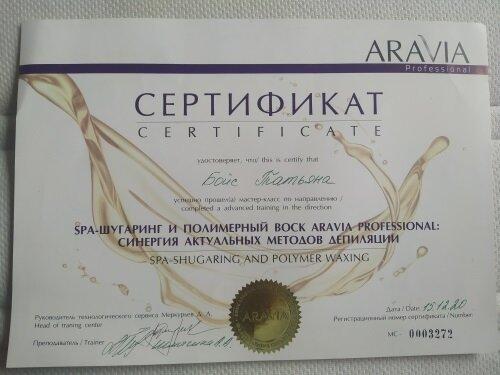 ARAVIA
Professional
СЕРТИФИКАТ
CERTIFICATE
удостоверяет, что/ this is certify that
Бойс Татьяна
успешно прошел(а) мастер-класс по направлению /
completed a advanced training in the direction
SPA-ШУГАРИНГ И ПОЛИМЕРНЫЙ ВОСК ARAVIA PROFESSIONAL:
СИНЕРГИЯ АКТУАЛЬНЫХ МЕТОДОВ ДЕПИЛЯЦИИ
SPA-SHUGARING AND POLYMER WAXING
Руководитель технологического сервиса Меркурьев Д. А.
Head of traning center
Преподаватель / Trainer
ARAVIA
Дата / Date: 15.12.20
Регистрационный номер сертификата /Number:
МС- 0003272